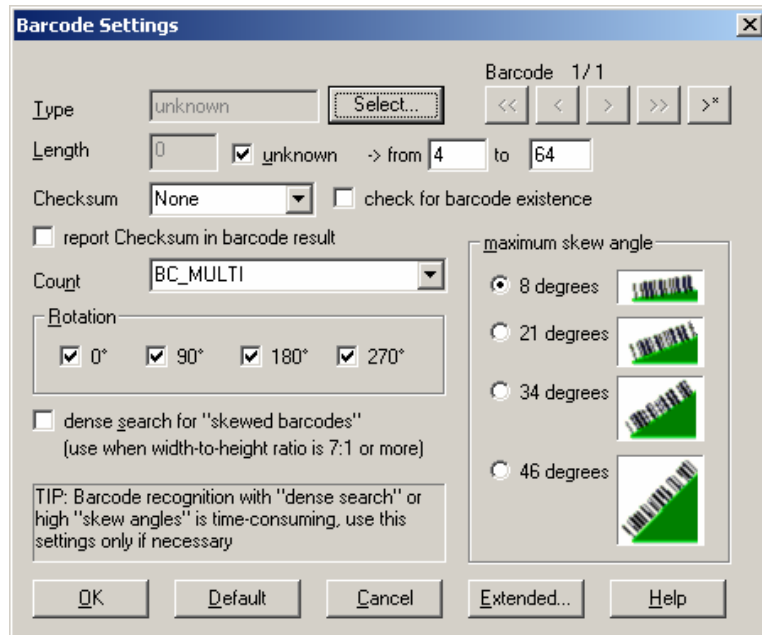 Barcode Settings
Barcode 1/1
Type unknown Select... << < > >> >*
Length 0 unknown -> from 4 to 64
Checksum None check for barcode existence
report Checksum in barcode result
Count BC_MULTI
Rotation
0° 90° 180° 270°
dense search for "skewed barcodes"
(use when width-to-height ratio is 7:1 or more)
TIP: Barcode recognition with "dense search" or
high "skew angles" is time-consuming, use this
settings only if necessary
maximum skew angle
8 degrees
21 degrees
34 degrees
46 degrees
OK Default Cancel Extended... Help